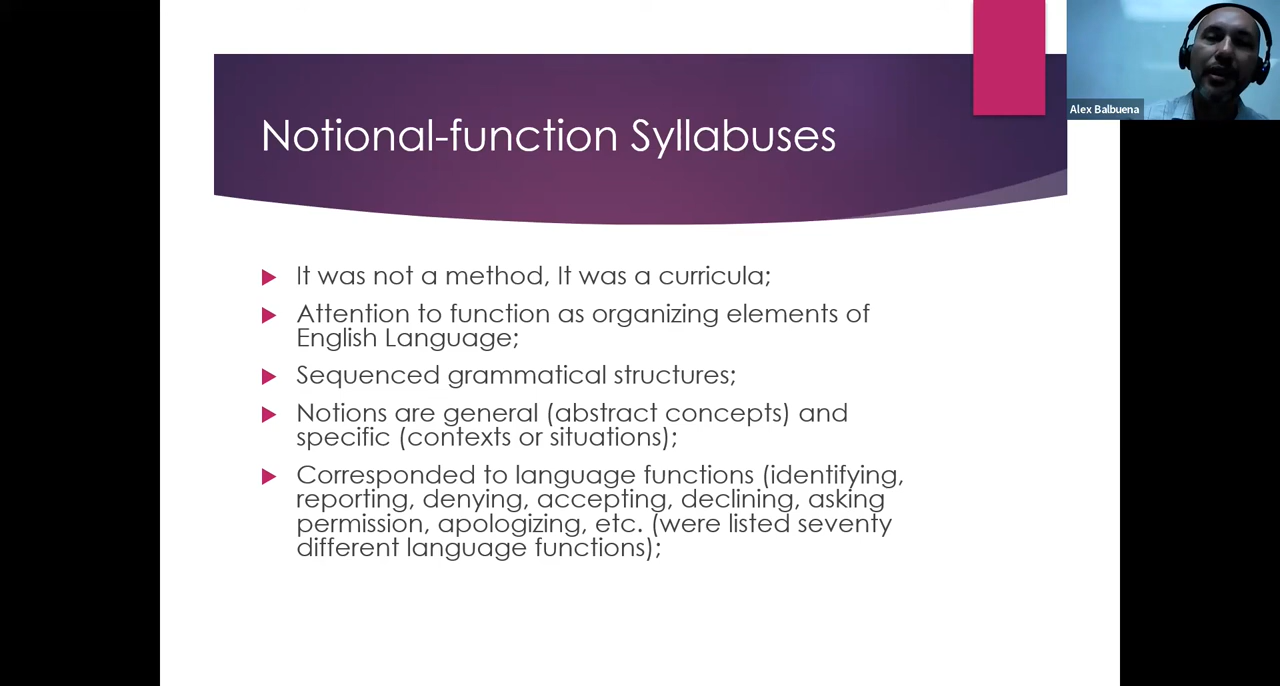 Alex Balbuena
Notional-function Syllabuses
It was not a method, It was a curricula;
Attention to function as organizing elements of
English Language;
Sequenced grammatical structures;
Notions are general (abstract concepts) and
specific (contexts or situations);
Corresponded to language functions (identifying,
reporting, denying, accepting, declining, asking
permission, apologizing, etc. (were listed seventy
different language functions);